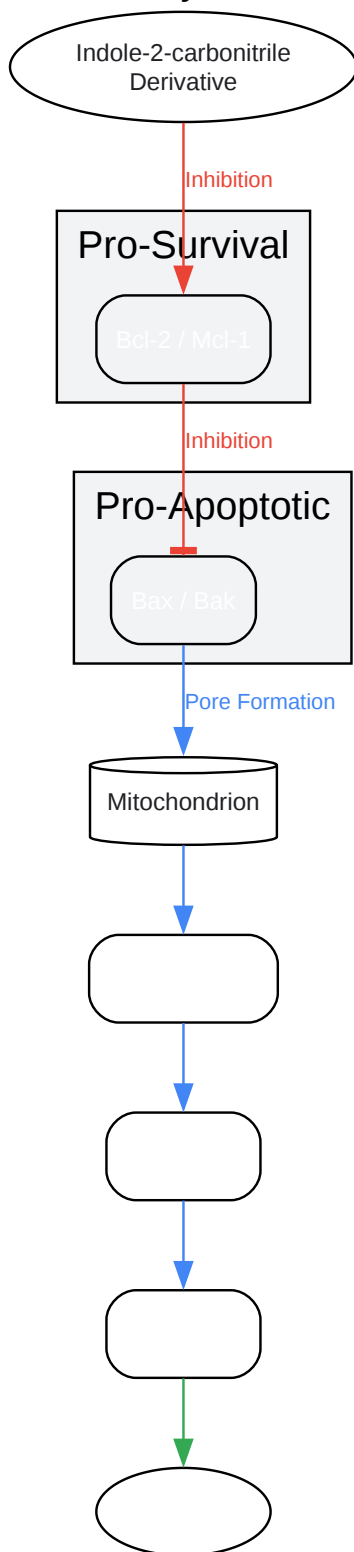 Indole-2-carbonitrile
Derivative
Inhibition
Pro-Survival
Bcl-2 / Mcl-1
Inhibition
Pro-Apoptotic
Bax / Bak
Pore Formation
Mitochondrion